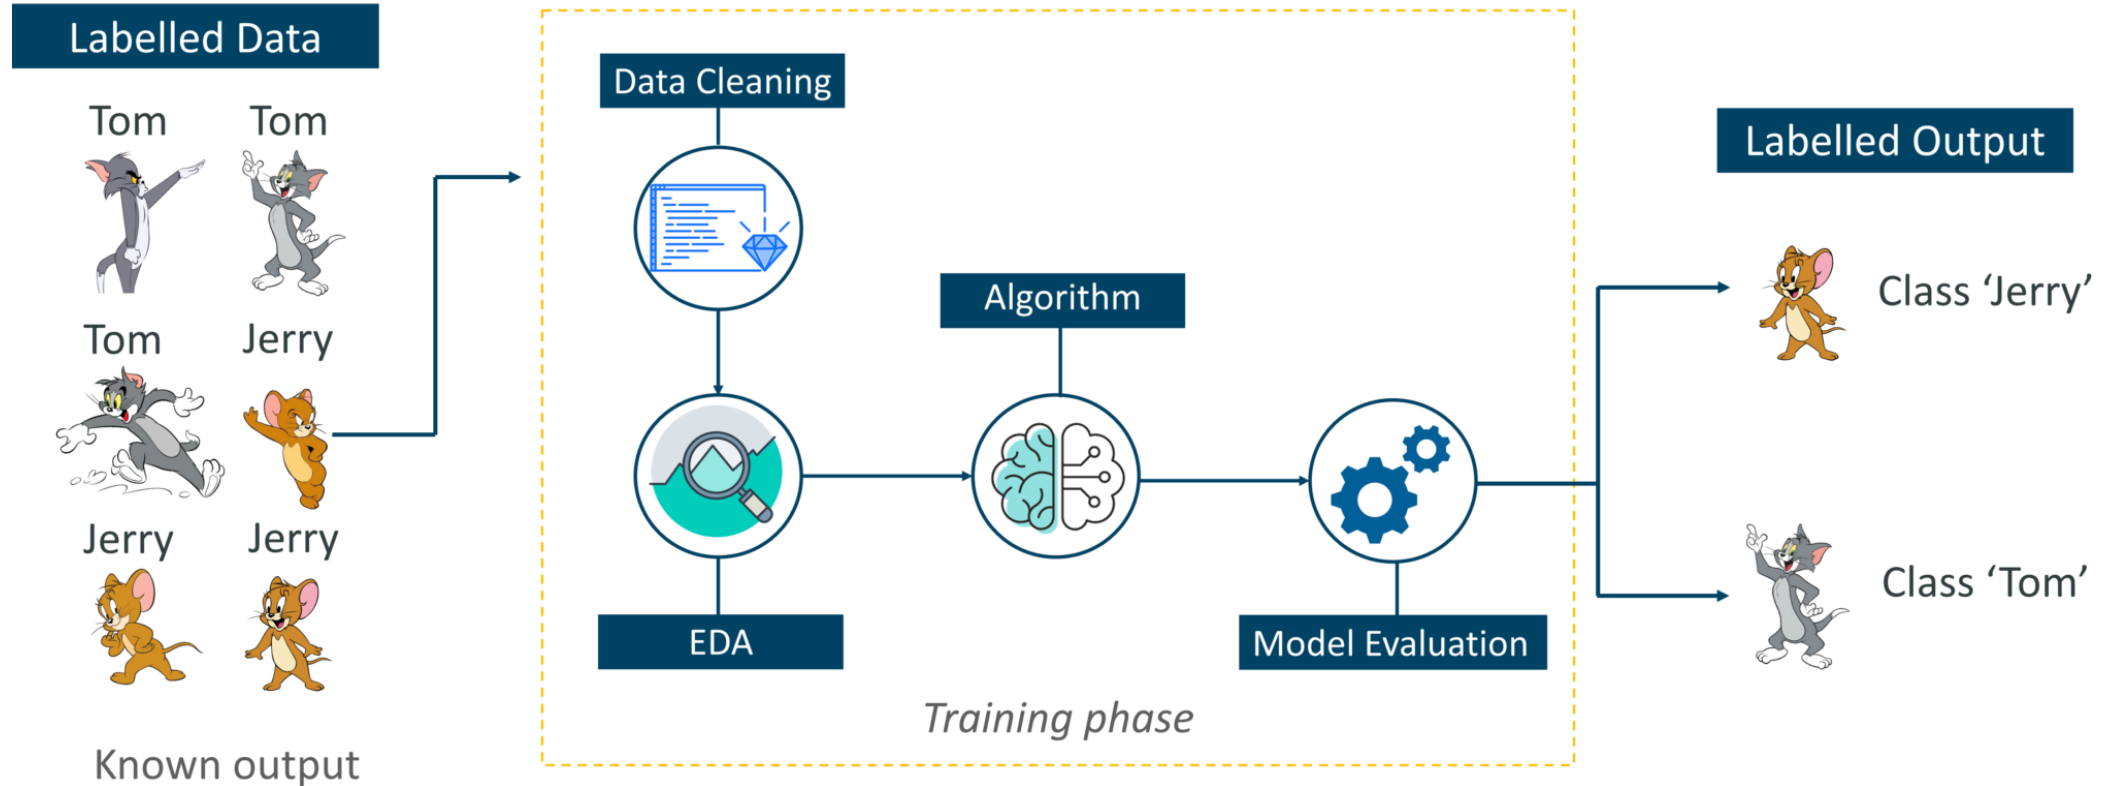 Labelled Data
Tom Tom
Tom Jerry
Jerry Jerry
Known output
Data Cleaning
EDA
Algorithm
Model Evaluation
Training phase
Labelled Output
Class ‘Jerry’
Class ‘Tom’